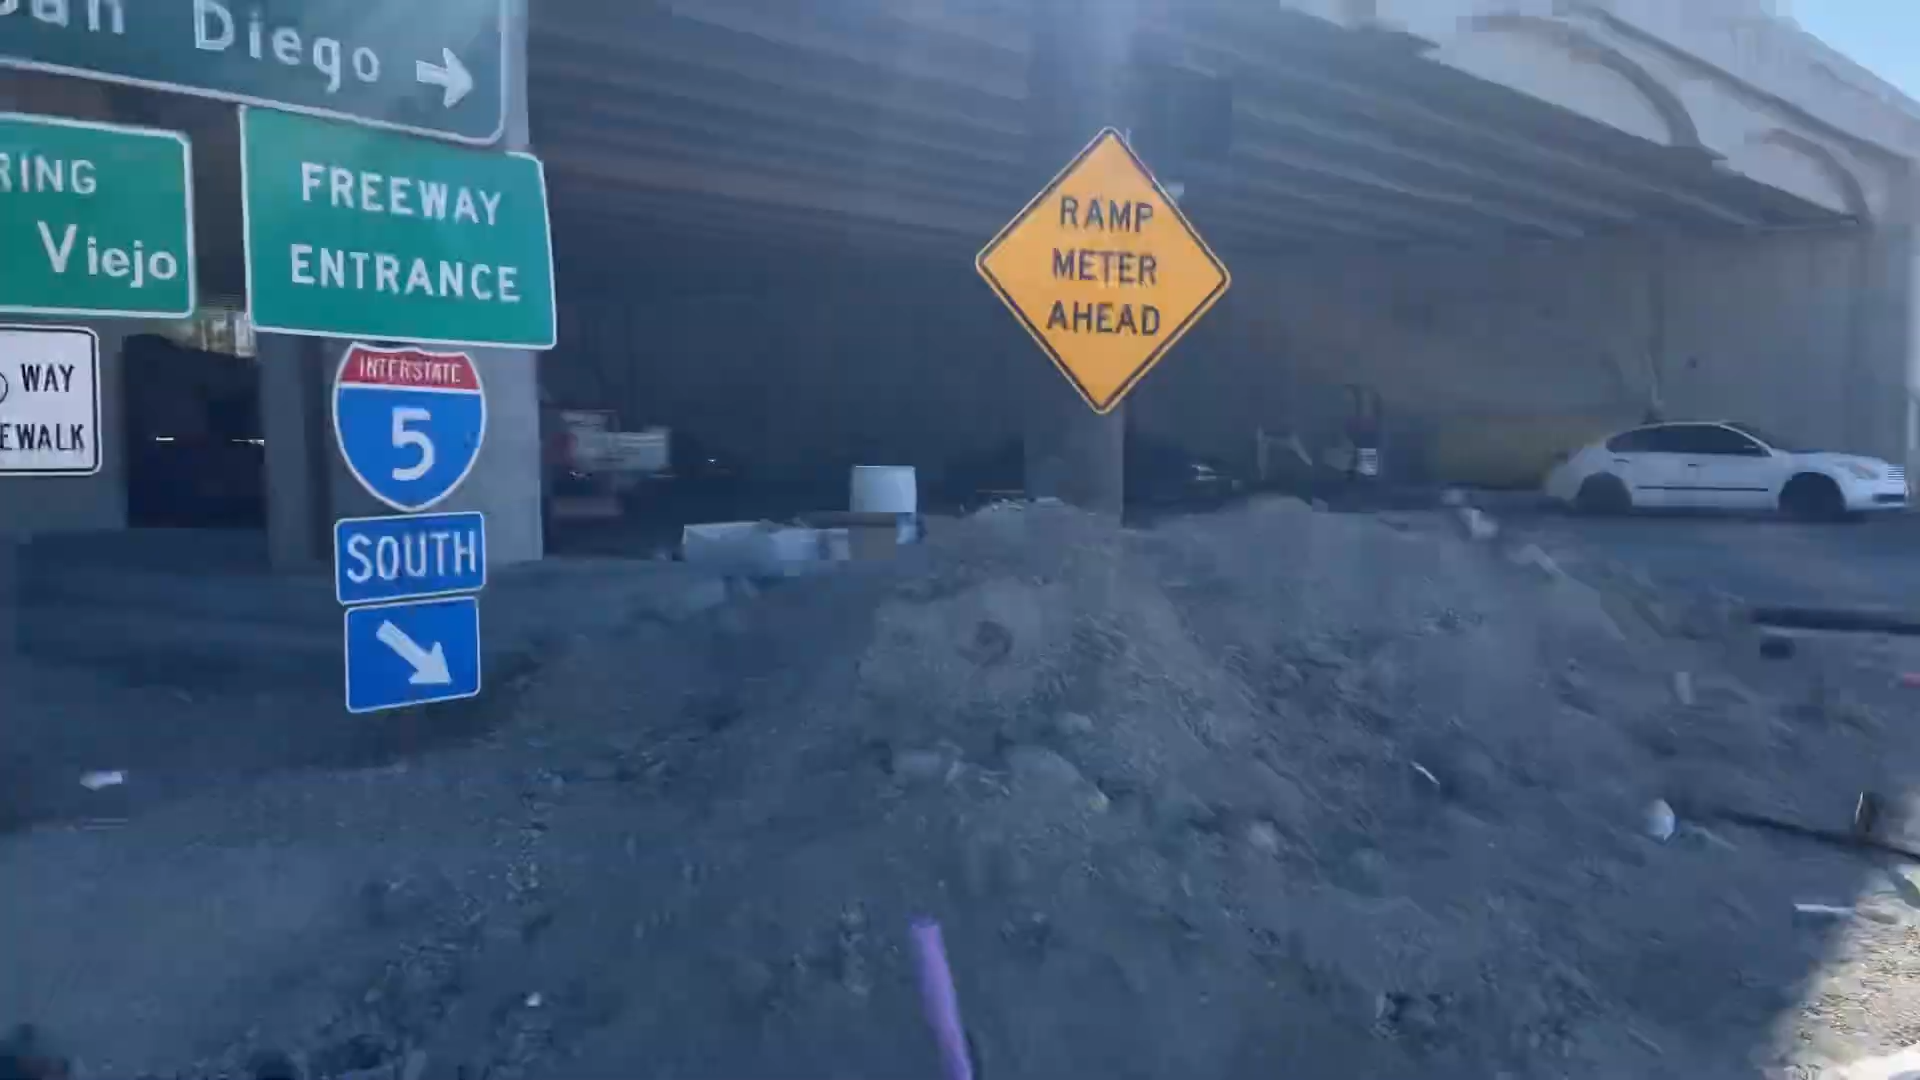 Diego
RING
Viejo
FREEWAY
ENTRANCE
WAY
EWALK
INTERSTATE
5
SOUTH
RAMP
METER
AHEAD